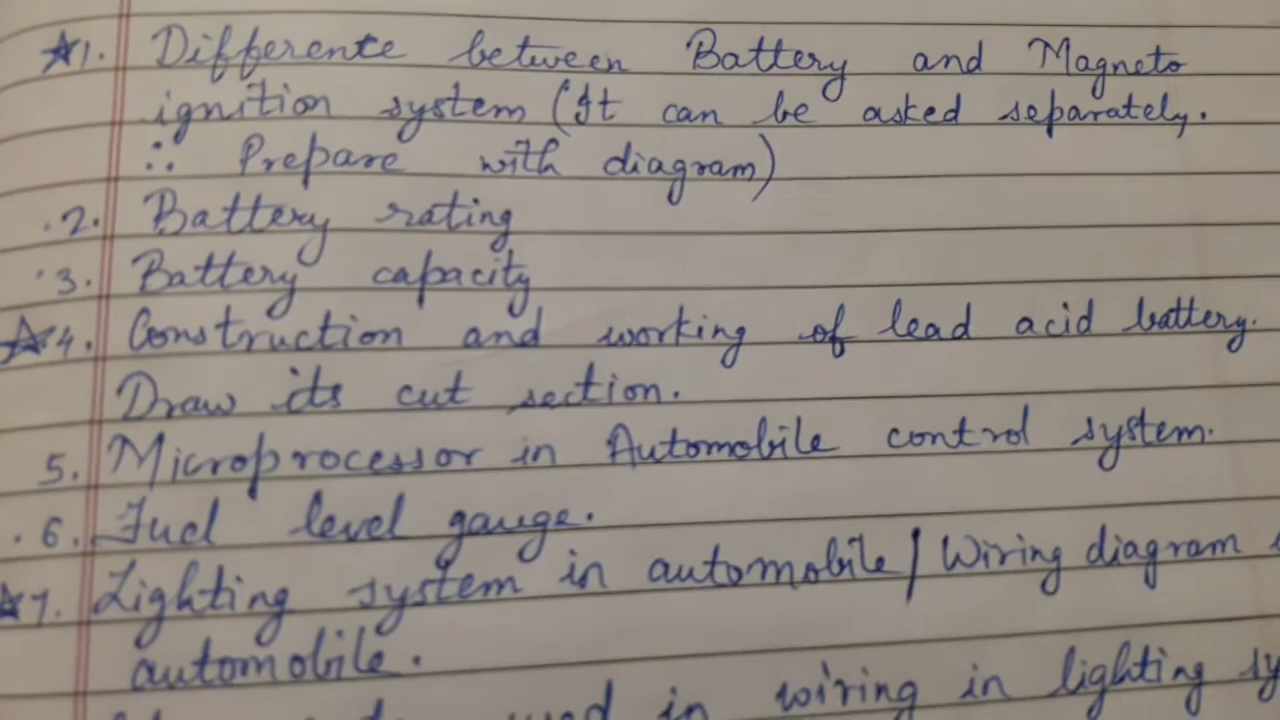 ☆1. Difference between Battery and Magneto
ignition system (It can be asked separately.
∴ Prepare with diagram)
.2. Battery rating
.3. Battery capacity
☆4. Construction and working of lead acid battery.
Draw its cut section.
5. Microprocessor in Automobile control system.
.6. Fuel level gauge.
☆7. Lighting system in automobile/Wiring diagram
automobile.
in wiring in lighting sy